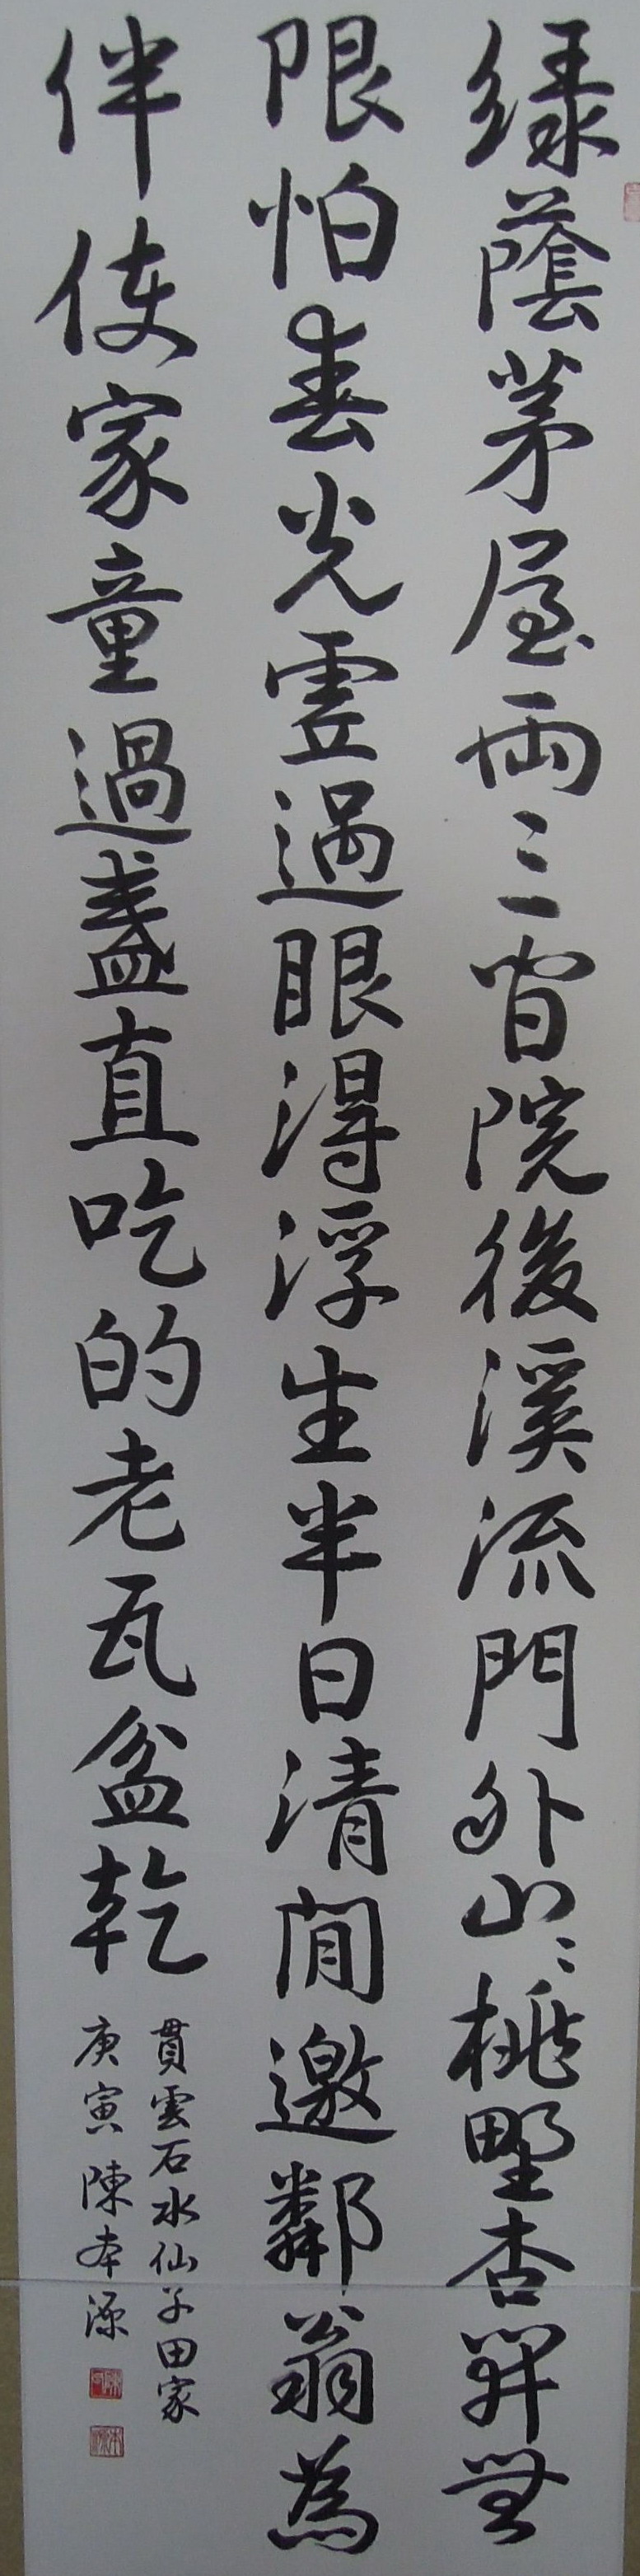 綠蔭茅屋兩三間院後溪流門外山〻桃野杏開無
限怕春光虛過眼得浮生半日清閒邀鄰翁為
伴使家童過盞直吃的老瓦盆乾
貫雲石水仙子田家
庚寅陳本源